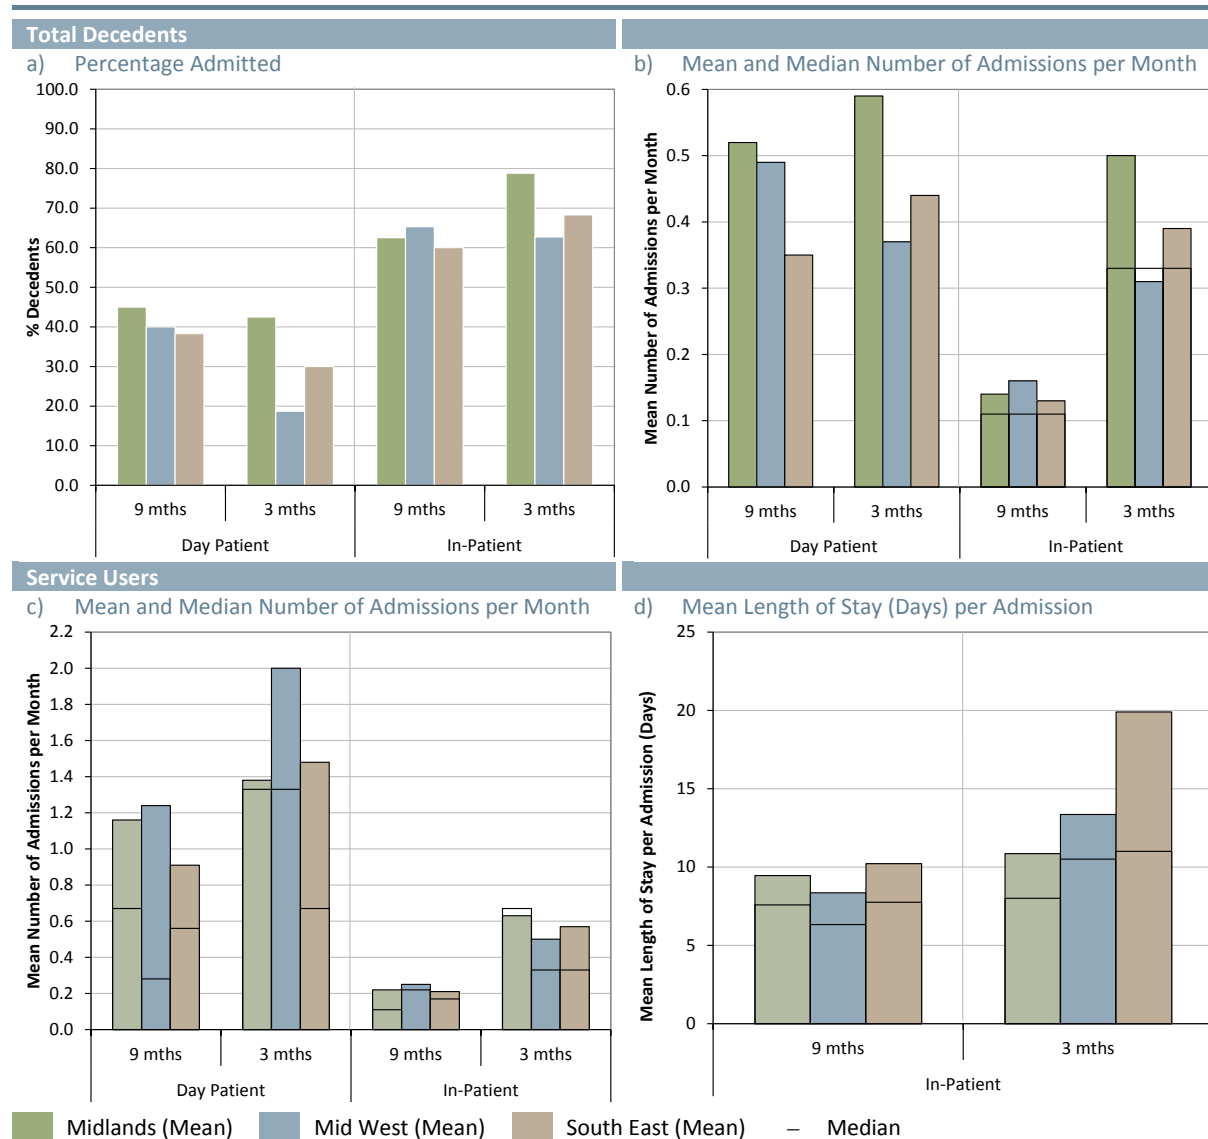 Total Decedents
a) Percentage Admitted
% Decedents
100.0
90.0
80.0
70.0
60.0
50.0
40.0
30.0
20.0
10.0
0.0
9 mths 3 mths 9 mths 3 mths
Day Patient In-Patient
b) Mean and Median Number of Admissions per Month
Mean Number of Admissions per Month
0.6
0.5
0.4
0.3
0.2
0.1
0.0
9 mths 3 mths 9 mths 3 mths
Day Patient In-Patient
Service Users
c) Mean and Median Number of Admissions per Month
Mean Number of Admissions per Month
2.2
2.0
1.8
1.6
1.4
1.2
1.0
0.8
0.6
0.4
0.2
0.0
9 mths 3 mths 9 mths 3 mths
Day Patient In-Patient
d) Mean Length of Stay (Days) per Admission
Mean Length of Stay per Admission (Days)
25
20
15
10
5
0
9 mths 3 mths
In-Patient
Midlands (Mean) Mid West (Mean) South East (Mean) – Median